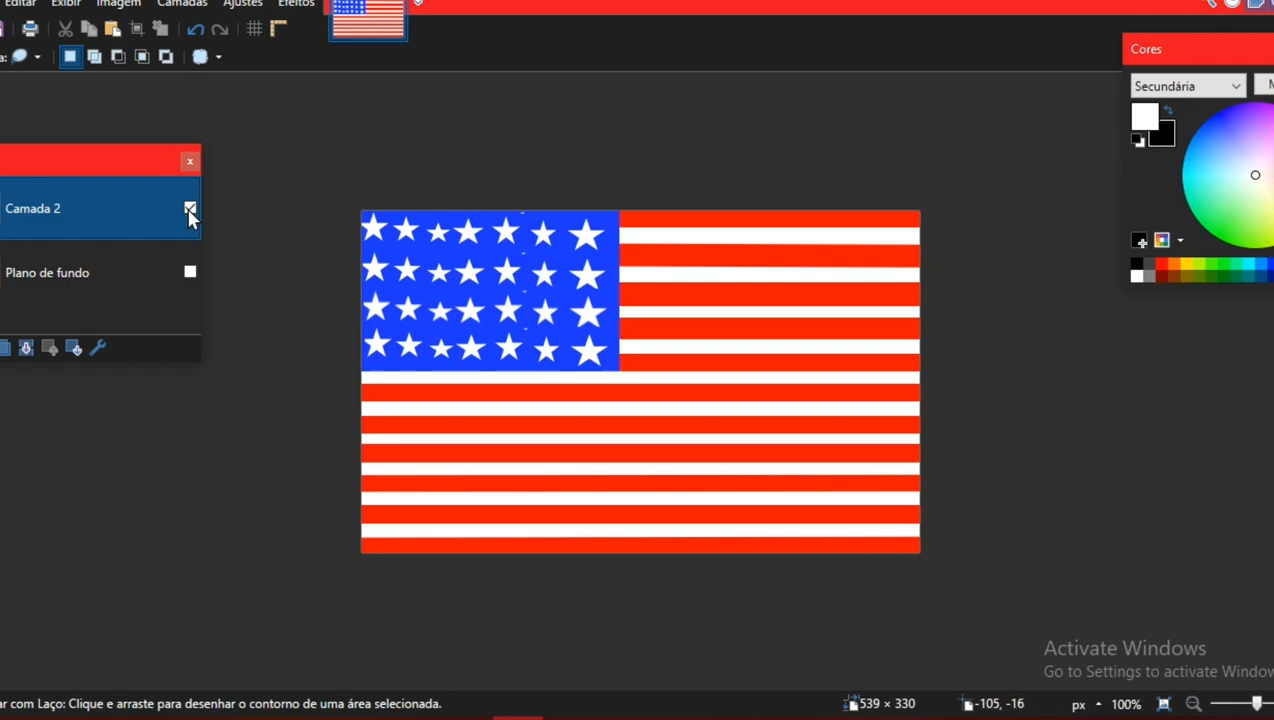 Editar Exibir Imagem Camadas Ajustes Efeitos
a:
Cores
Secundária
Camada 2
Plano de fundo
Activate Windows
Go to Settings to activate Window
ar com Laço: Clique e arraste para desenhar o contorno de uma área selecionada.
539 × 330
-105, -16
px
100%